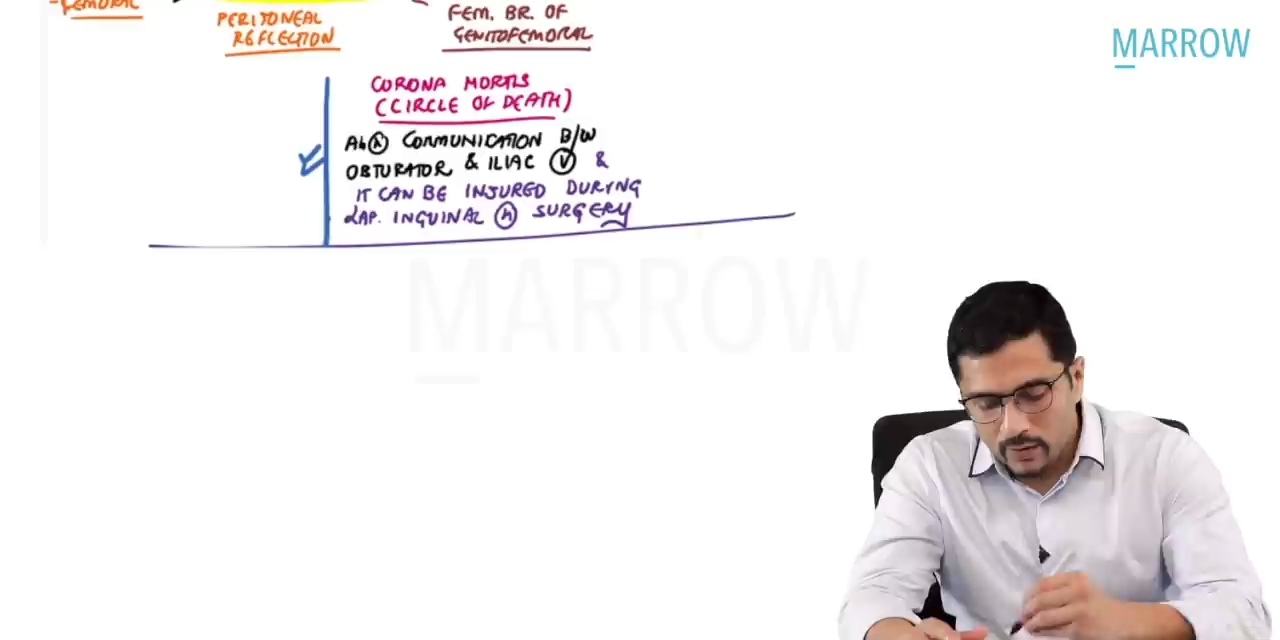 -FEMORAL
PERITONEAL
REFLECTION
FEM. BR. OF
GENITOFEMORAL
MARROW
CORONA MORTIS
(CIRCLE OF DEATH)
Ab(N) COMMUNICATION B/W
OBTURATOR & ILIAC (V) &
IT CAN BE INJURED DURING
LAP. INGUINAL (h) SURGERY
MARROW